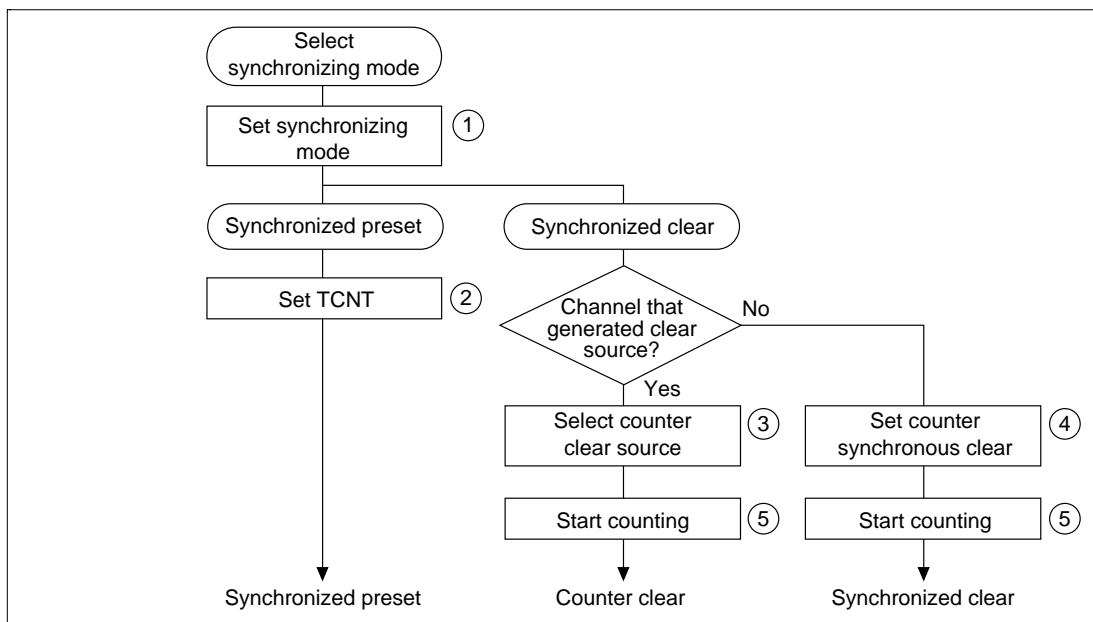 Select
synchronizing mode
Set synchronizing
mode
1
Synchronized preset
Synchronized clear
Set TCNT
2
Channel that
generated clear
source?
No
Yes
Select counter
clear source
3
Set counter
synchronous clear
4
Start counting
5
Start counting
5
Synchronized preset
Counter clear
Synchronized clear